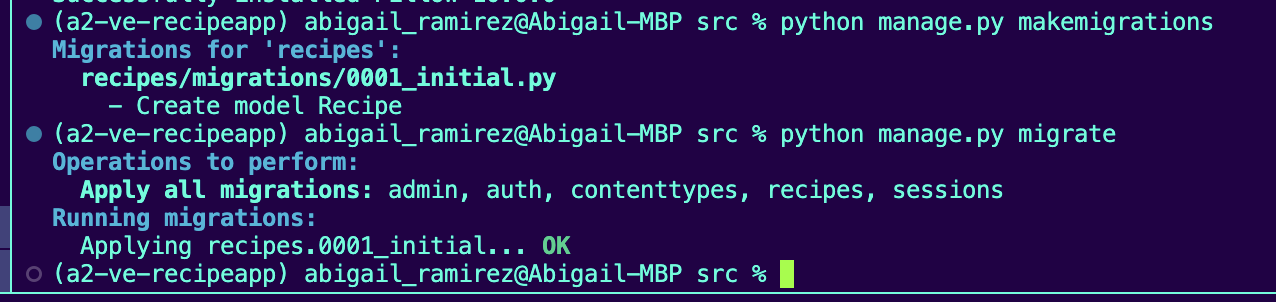 (a2-ve-recipeapp) abigail_ramirez@Abigail-MBP src % python manage.py makemigrations
Migrations for 'recipes':
recipes/migrations/0001_initial.py
- Create model Recipe
(a2-ve-recipeapp) abigail_ramirez@Abigail-MBP src % python manage.py migrate
Operations to perform:
Apply all migrations: admin, auth, contenttypes, recipes, sessions
Running migrations:
Applying recipes.0001_initial... OK
(a2-ve-recipeapp) abigail_ramirez@Abigail-MBP src %